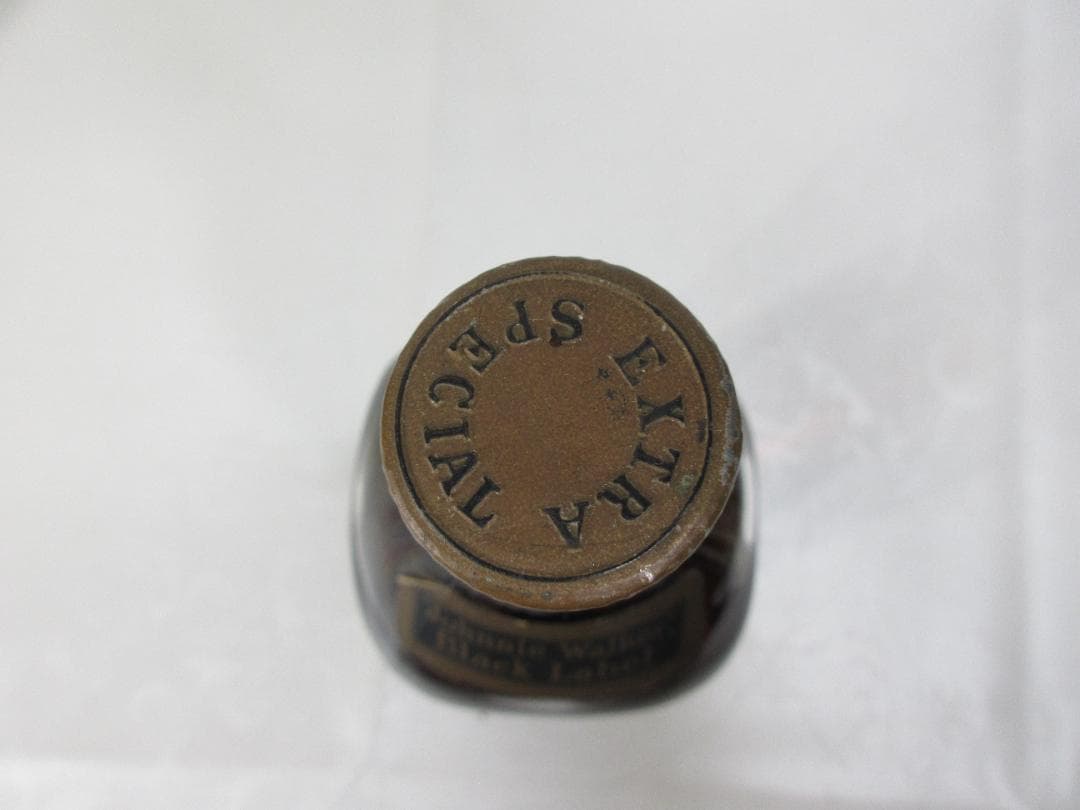 EXTRA SPECIAL
Johnnie Walker
Black Label